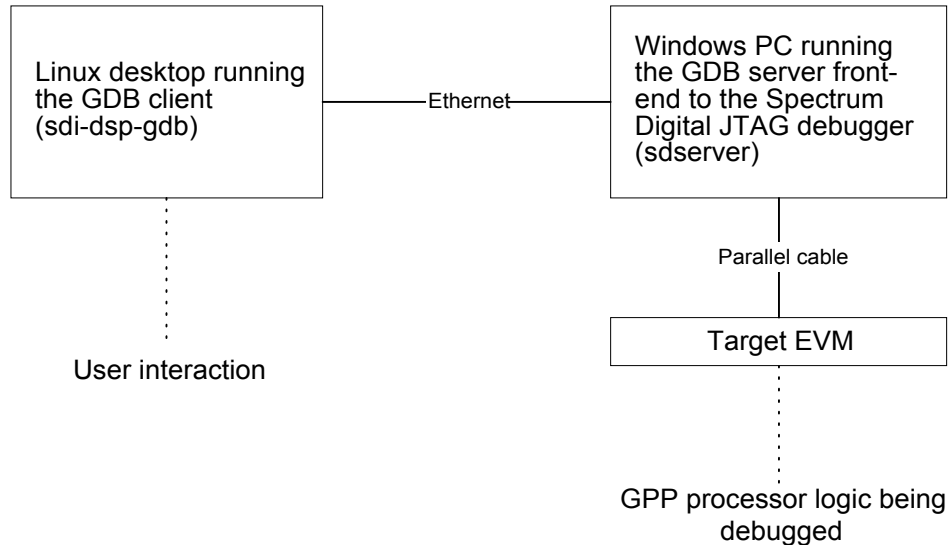 Linux desktop running
the GDB client
(sdi-dsp-gdb)
Ethernet
Windows PC running
the GDB server front-
end to the Spectrum
Digital JTAG debugger
(sdserver)
Parallel cable
Target EVM
User interaction
GPP processor logic being
debugged